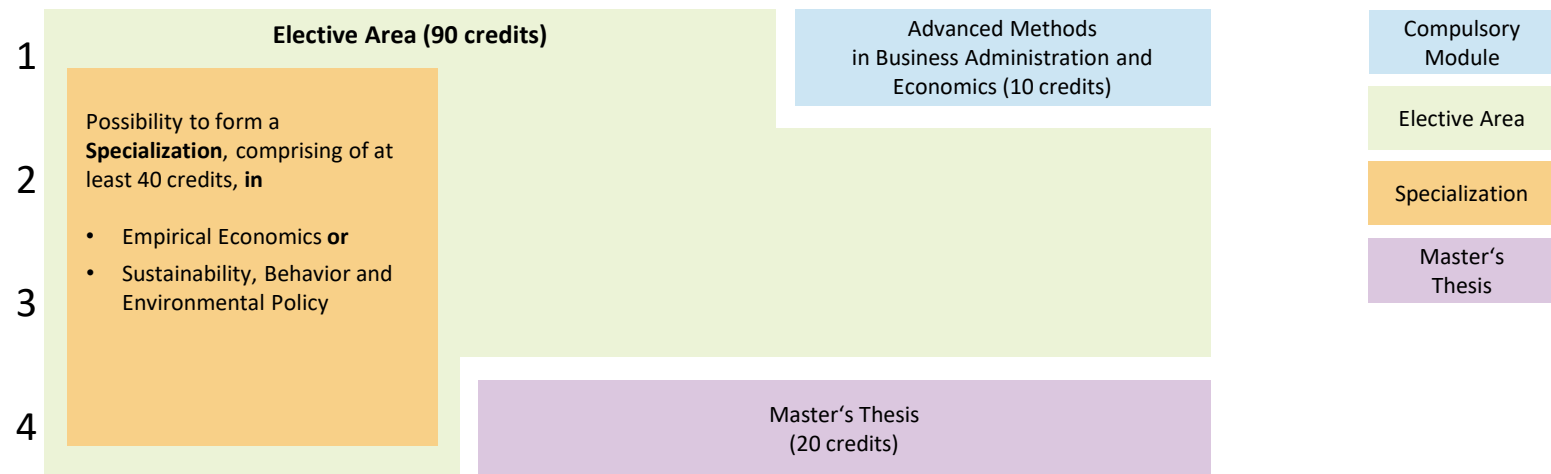 1
2
3
4
Elective Area (90 credits)
Possibility to form a
Specialization, comprising of at
least 40 credits, in
• Empirical Economics or
• Sustainability, Behavior and
Environmental Policy
Advanced Methods
in Business Administration and
Economics (10 credits)
Master‘s Thesis
(20 credits)
Compulsory
Module
Elective Area
Specialization
Master‘s
Thesis